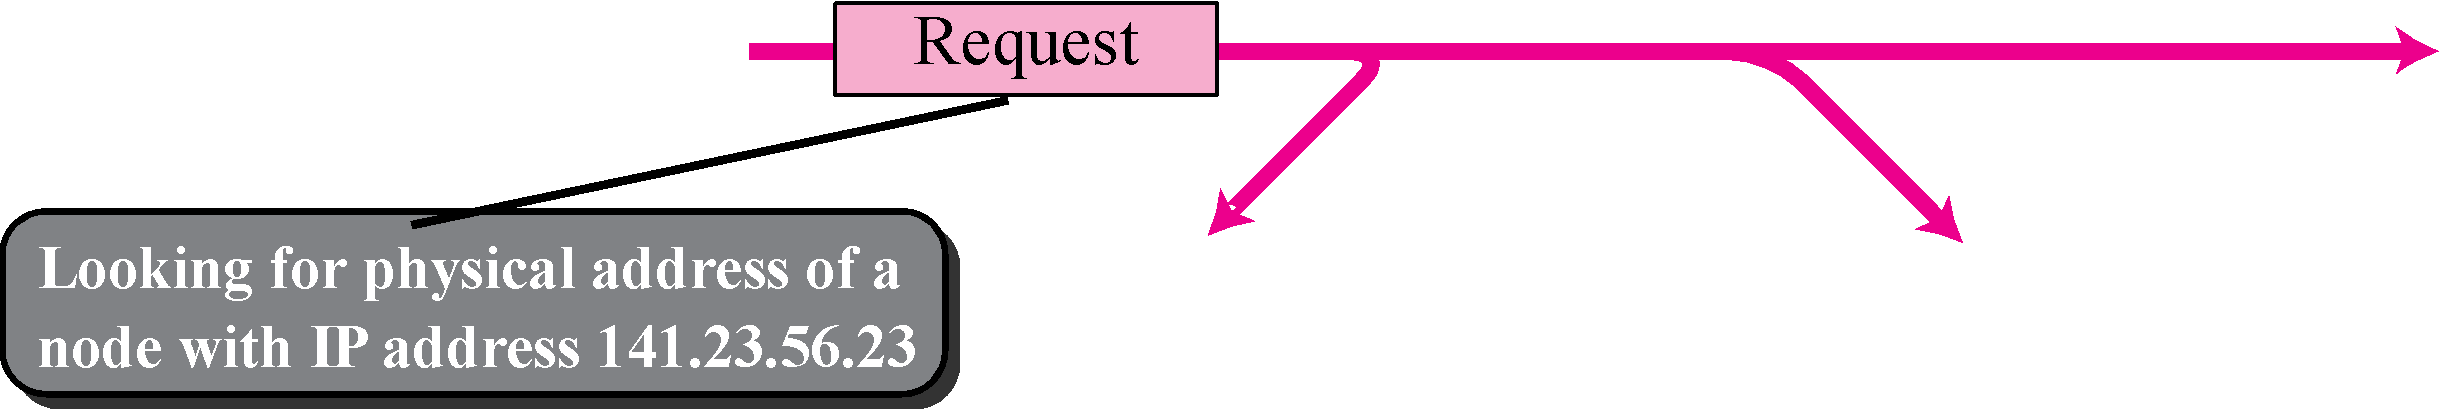 Request
Looking for physical address of a
node with IP address 141.23.56.23